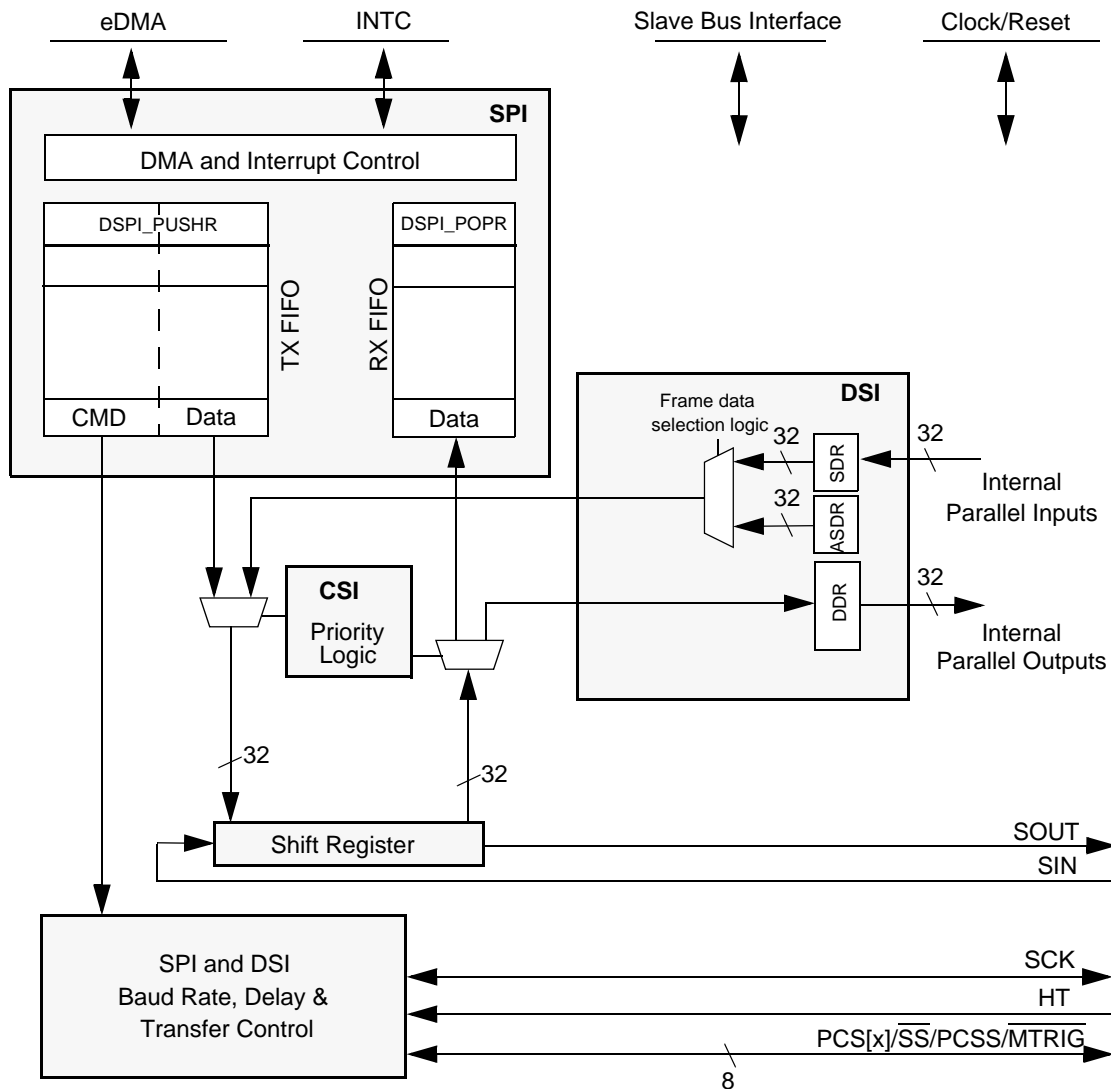 eDMA
INTC
Slave Bus Interface
Clock/Reset
SPI
DMA and Interrupt Control
DSPI_PUSHR
DSPI_POPR
TX FIFO
RX FIFO
CMD
Data
Data
DSI
Frame data
selection logic
32
SDR
32
Internal
Parallel Inputs
32
ASDR
DDR
32
Internal
Parallel Outputs
CSI
Priority
Logic
32
32
Shift Register
SOUT
SIN
SPI and DSI
Baud Rate, Delay &
Transfer Control
SCK
HT
PCS[x]/SS/PCSS/MTRIG
8